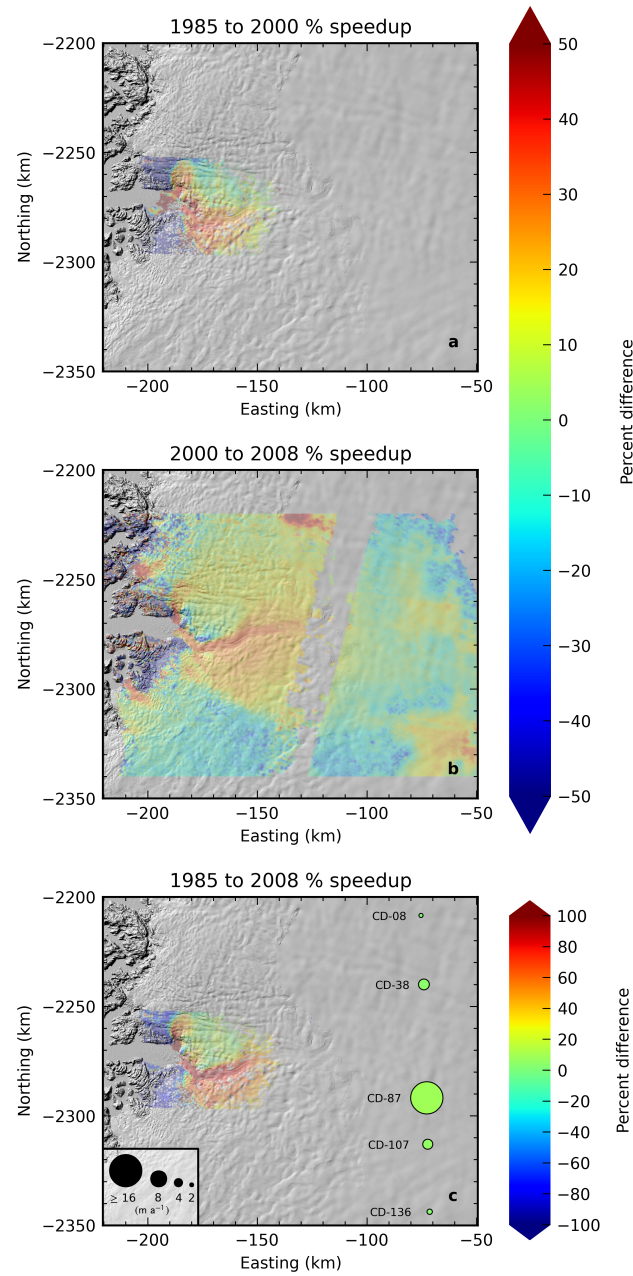 1985 to 2000 % speedup
−2200
−2250
−2300
−2350
Northing (km)
a
−200 −150 −100 −50
Easting (km)
2000 to 2008 % speedup
−2200
−2250
−2300
−2350
Northing (km)
b
−200 −150 −100 −50
Easting (km)
50
40
30
20
10
0
−10
−20
−30
−40
−50
Percent difference
1985 to 2008 % speedup
−2200
−2250
−2300
−2350
Northing (km)
CD-08
CD-38
CD-87
CD-107
CD-136
c
≥ 16 8 4 2
(m a⁻¹)
−200 −150 −100 −50
Easting (km)
100
80
60
40
20
0
−20
−40
−60
−80
−100
Percent difference